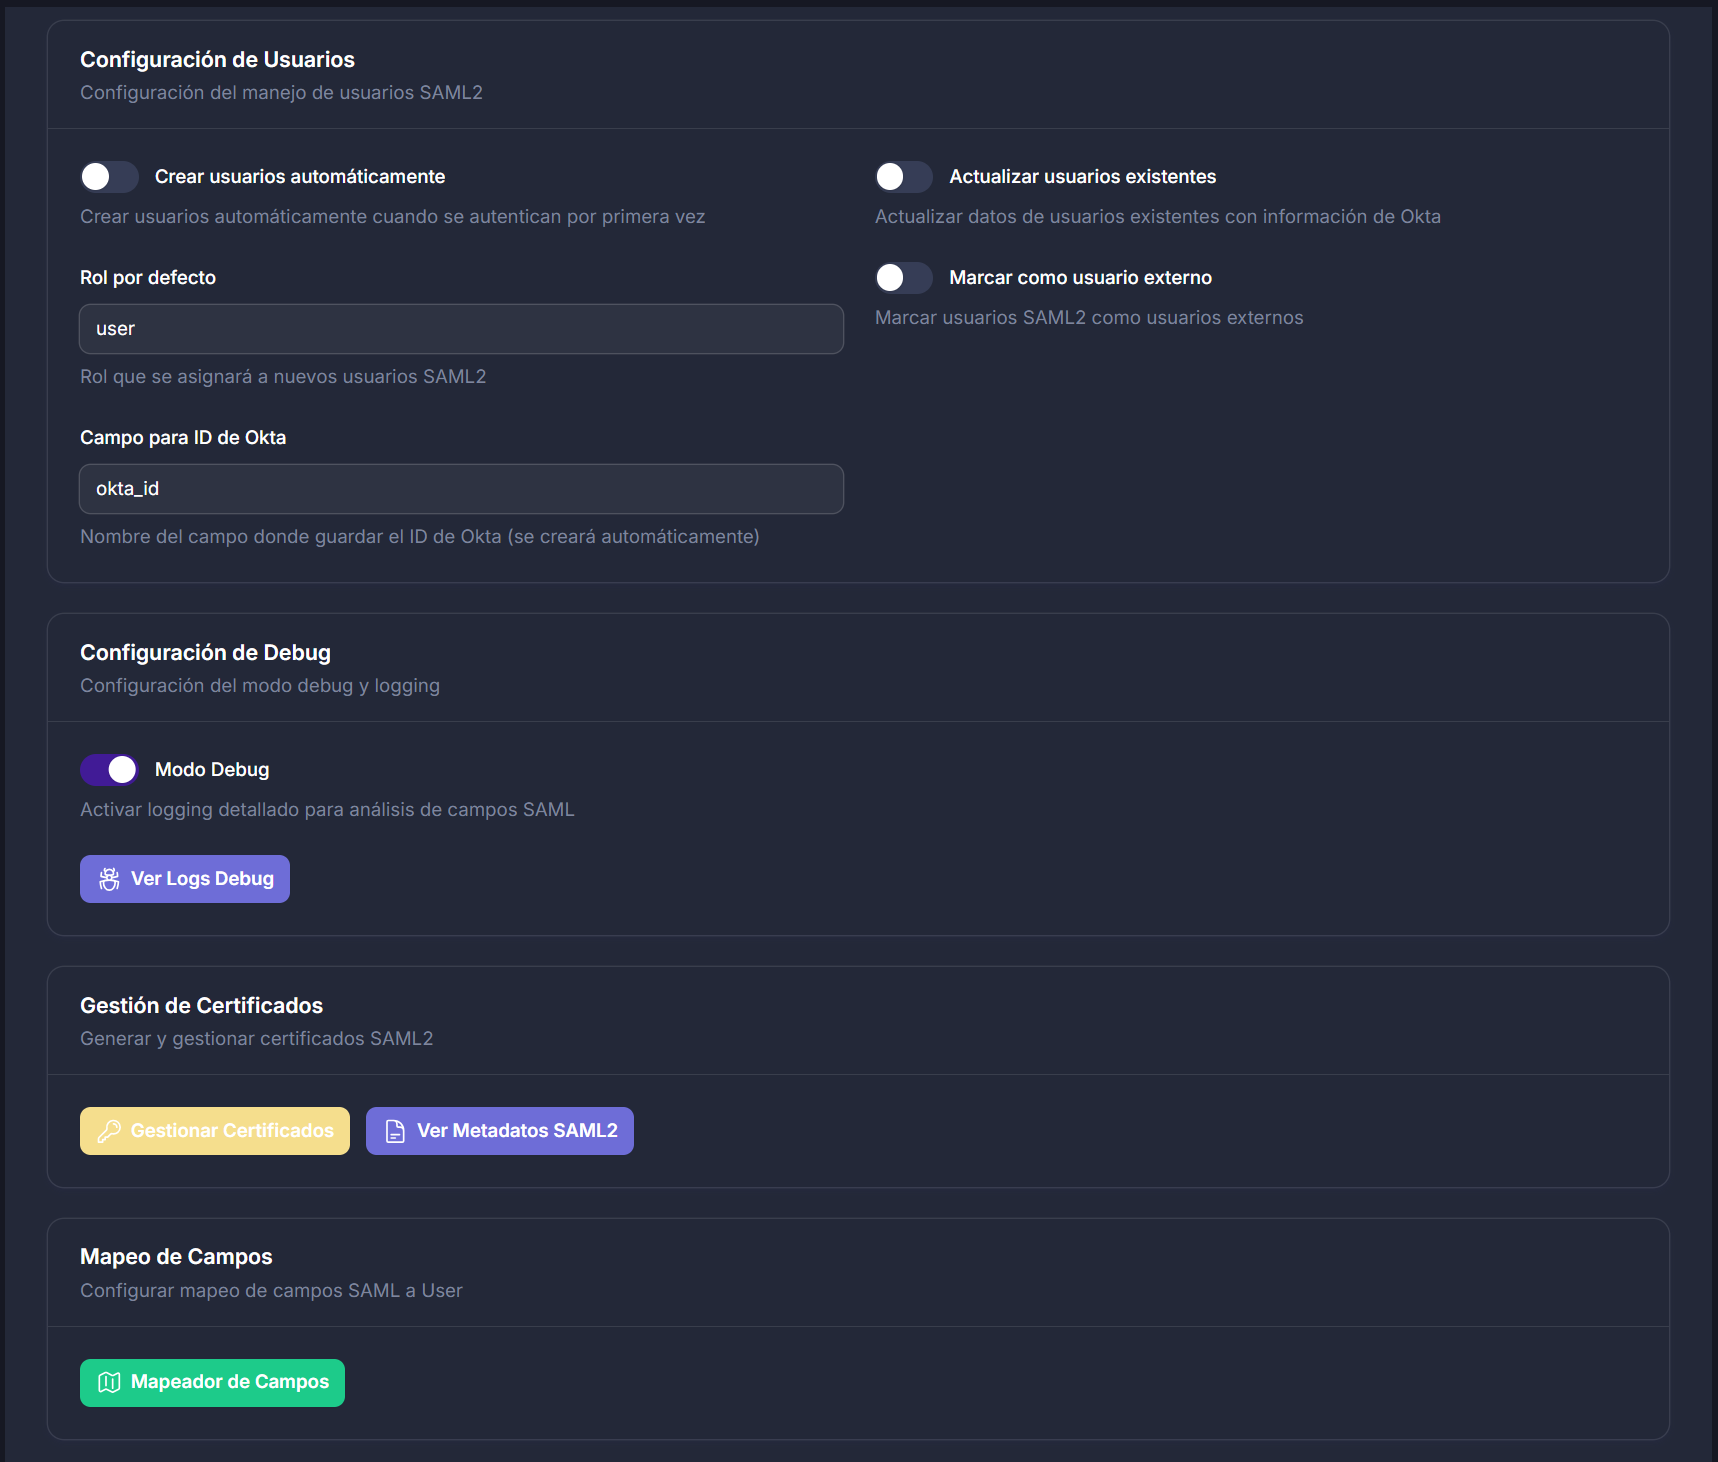 Configuración de Usuarios
Configuración del manejo de usuarios SAML2
Crear usuarios automáticamente
Crear usuarios automáticamente cuando se autentican por primera vez
Actualizar usuarios existentes
Actualizar datos de usuarios existentes con información de Okta
Rol por defecto
user
Rol que se asignará a nuevos usuarios SAML2
Marcar como usuario externo
Marcar usuarios SAML2 como usuarios externos
Campo para ID de Okta
okta_id
Nombre del campo donde guardar el ID de Okta (se creará automáticamente)
Configuración de Debug
Configuración del modo debug y logging
Modo Debug
Activar logging detallado para análisis de campos SAML
Ver Logs Debug
Gestión de Certificados
Generar y gestionar certificados SAML2
Gestionar Certificados
Ver Metadatos SAML2
Mapeo de Campos
Configurar mapeo de campos SAML a User
Mapeador de Campos